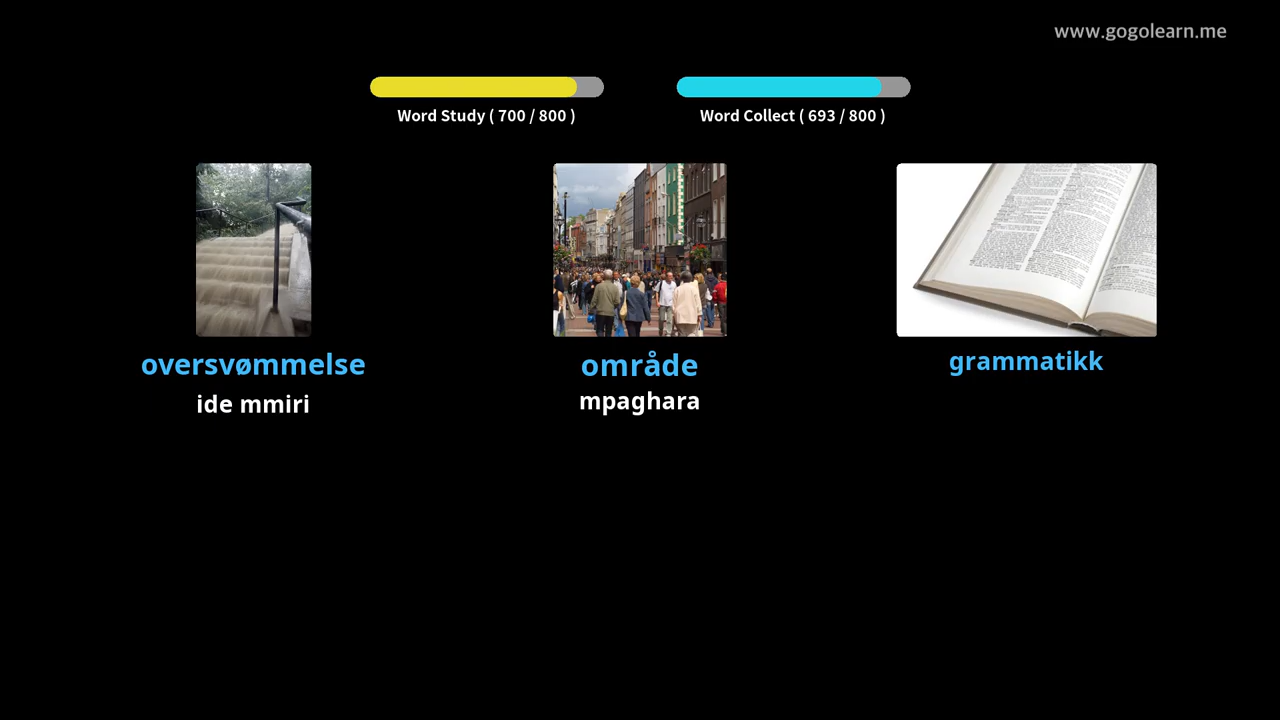 www.gogolearn.me
Word Study ( 700 / 800 )
Word Collect ( 693 / 800 )
oversvømmelse
ide mmiri
område
mpaghara
grammatikk